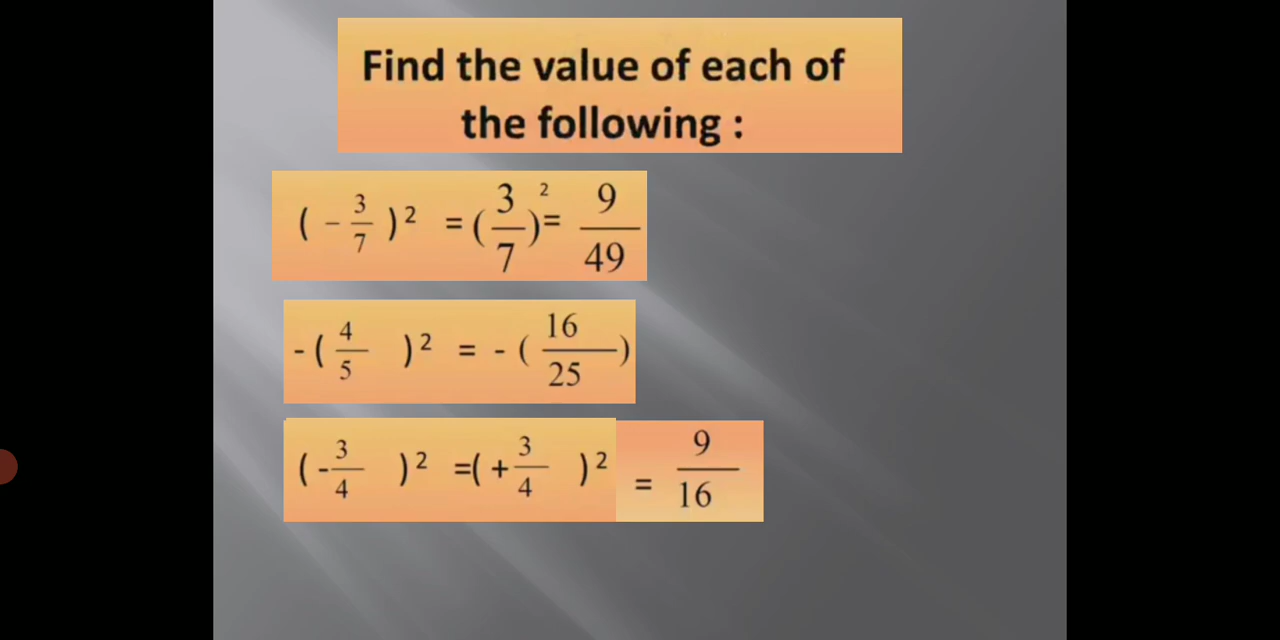 Find the value of each of
the following :
( - 3/7 )² = ( 3/7 )² = 9/49
- ( 4/5 )² = - ( 16/25 )
( - 3/4 )² = ( + 3/4 )² = 9/16